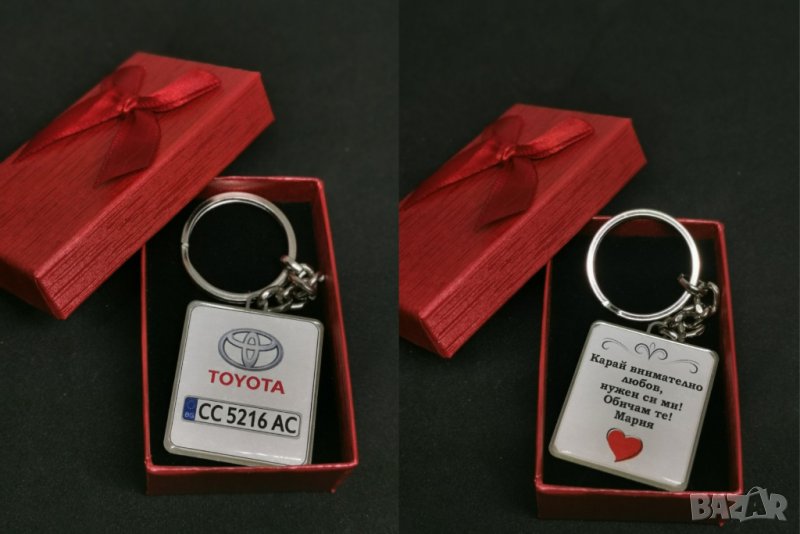 TOYOTA
BG
CC 5216 AC
Карай внимателно
любов,
нужен си ми!
Обичам те!
Мария
BAZAR